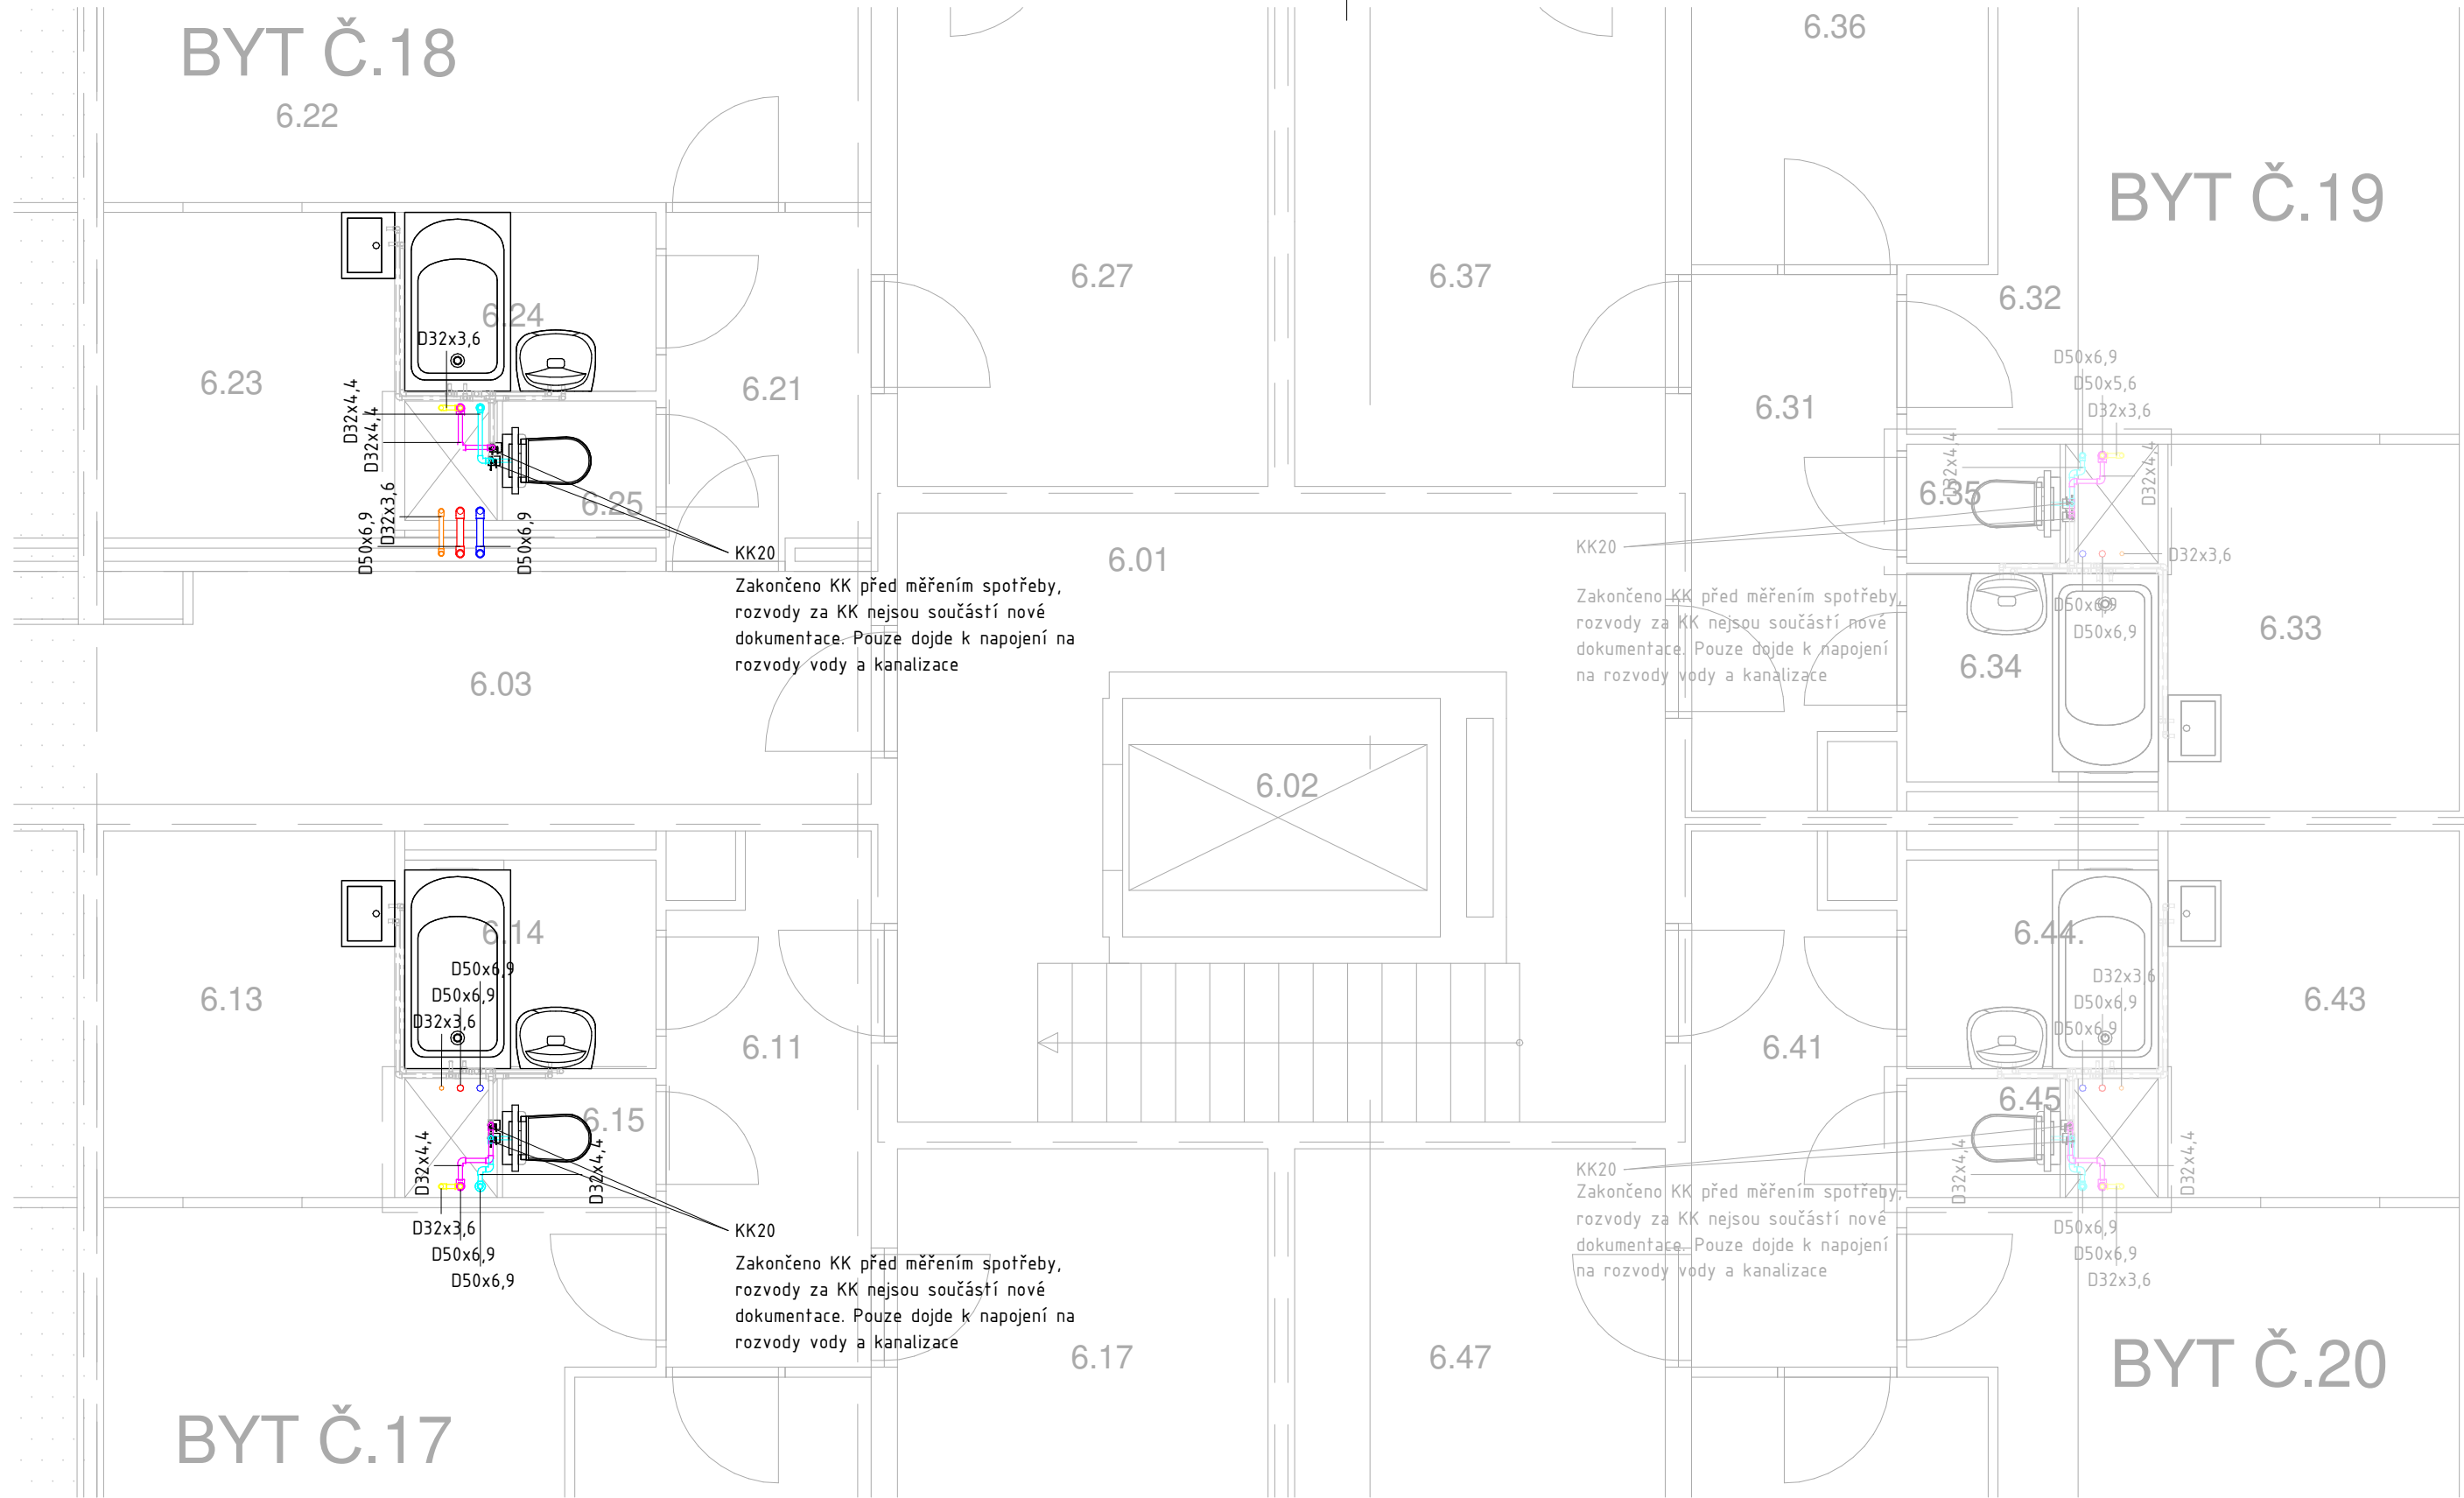 BYT Č.18
6.22
6.36
BYT Č.19
6.27
6.37
6.32
6.24
D32x3,6
6.23
6.21
D32x4,4
D32x4,4
D32x3,6
D50x6,9
D50x6,9
6.25
KK20
Zakončeno KK před měřením spotřeby,
rozvody za KK nejsou součástí nové
dokumentace. Pouze dojde k napojení na
rozvody vody a kanalizace
6.01
6.31
D50x6,9
D50x5,6
D32x3,6
D32x4,4
D32x4,4
6.35
KK20
D32x3,6
Zakončeno KK před měřením spotřeby,
rozvody za KK nejsou součástí nové
dokumentace. Pouze dojde k napojení
na rozvody vody a kanalizace
D50x6,9
D50x6,9
6.33
6.34
6.03
6.02
6.14
6.13
D50x6,9
D50x6,9
D32x3,6
6.11
6.41
6.44.
D32x3,6
D50x6,9
D50x6,9
6.43
6.15
D32x4,4
D32x4,4
D32x3,6
D50x6,9
D50x6,9
KK20
Zakončeno KK před měřením spotřeby,
rozvody za KK nejsou součástí nové
dokumentace. Pouze dojde k napojení na
rozvody vody a kanalizace
6.45
D32x4,4
D32x4,4
KK20
Zakončeno KK před měřením spotřeby,
rozvody za KK nejsou součástí nové
dokumentace. Pouze dojde k napojení
na rozvody vody a kanalizace
D50x6,9
D50x6,9
D32x3,6
6.17
6.47
BYT Č.17
BYT Č.20